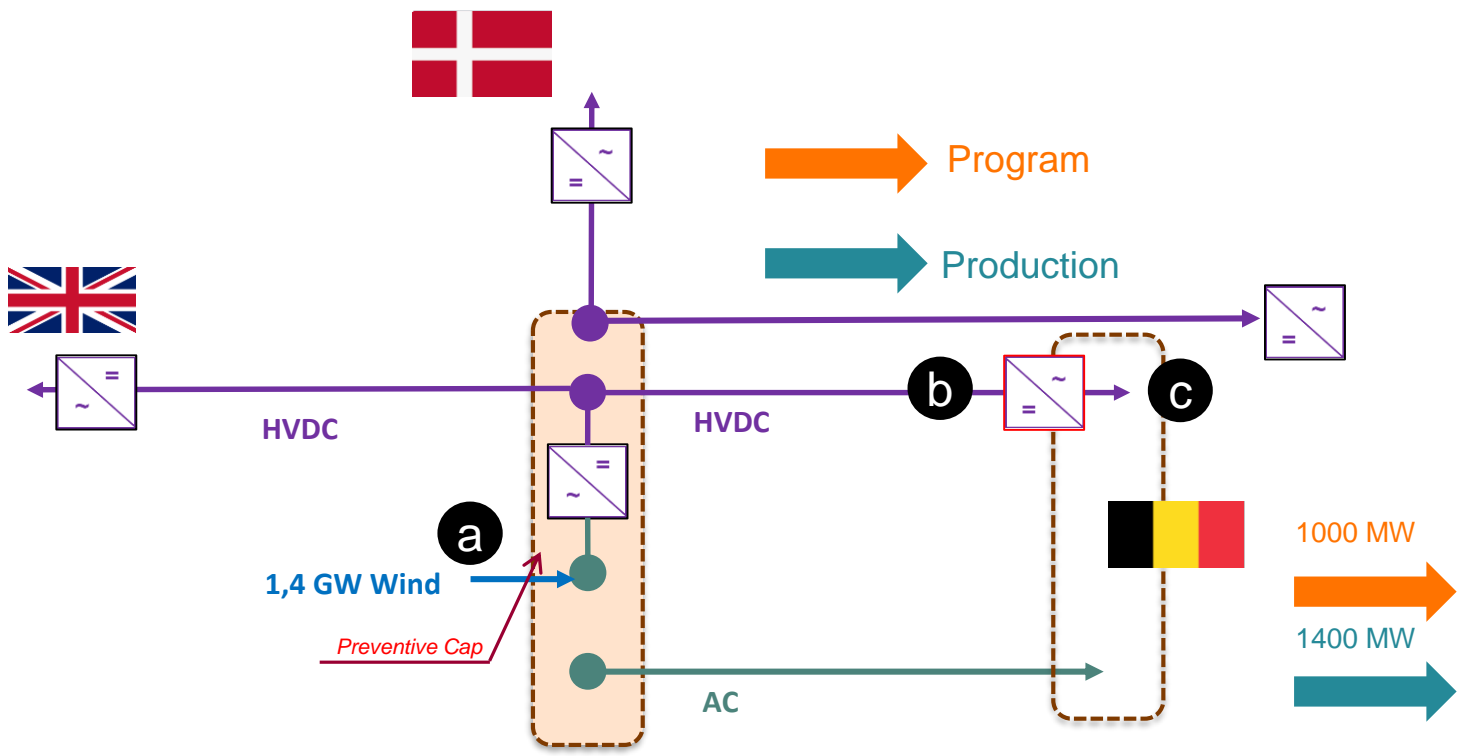 ~
=
Program
Production
~
=
=
~
HVDC
HVDC
b
~
=
c
=
~
a
1,4 GW Wind
Preventive Cap
AC
1000 MW
1400 MW